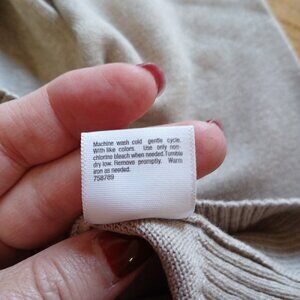 Machine wash cold gentle cycle.
With like colors. Use only non-
chlorine bleach when needed.Tumble
dry low. Remove promptly. Warm
iron as needed.
758789